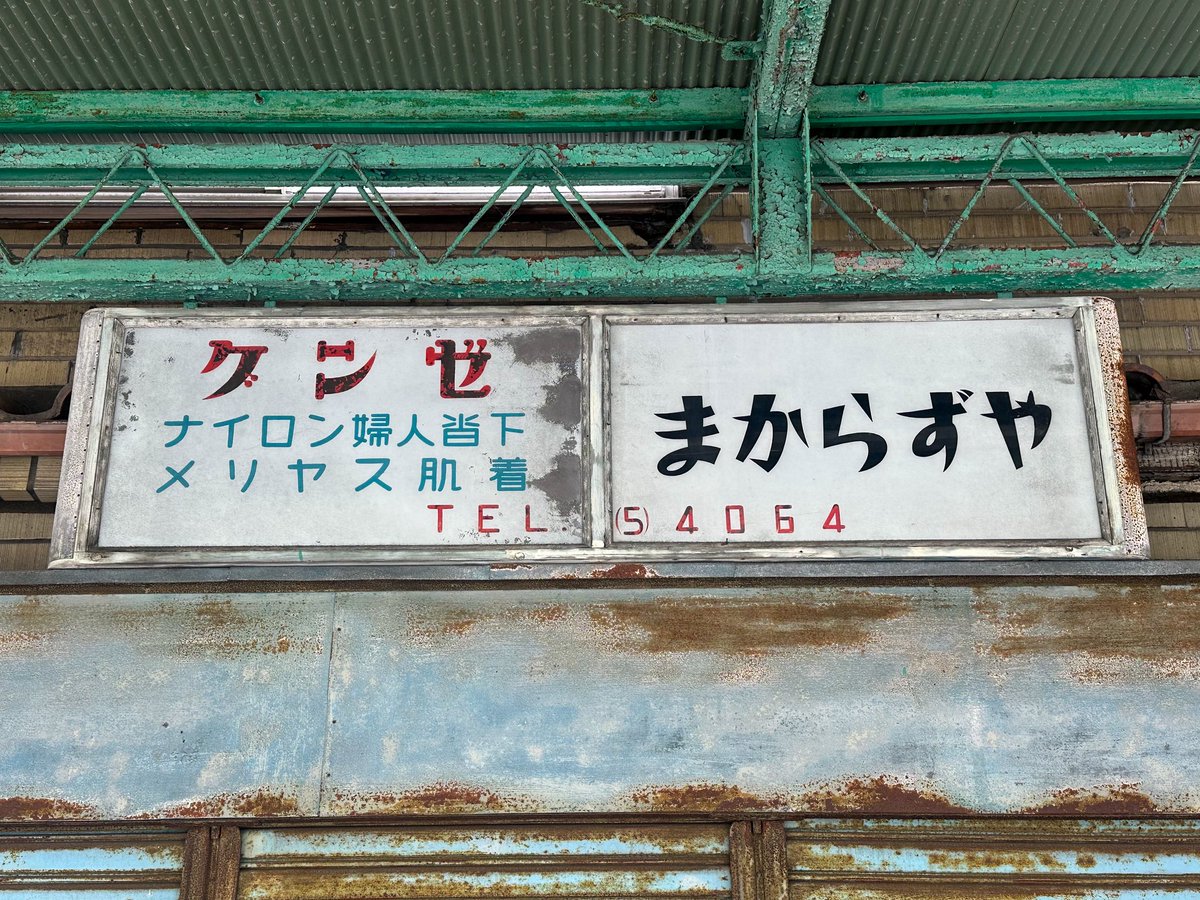 グンゼ
ナイロン婦人沓下
メリヤス肌着
まからずや
TEL. (5) 4064